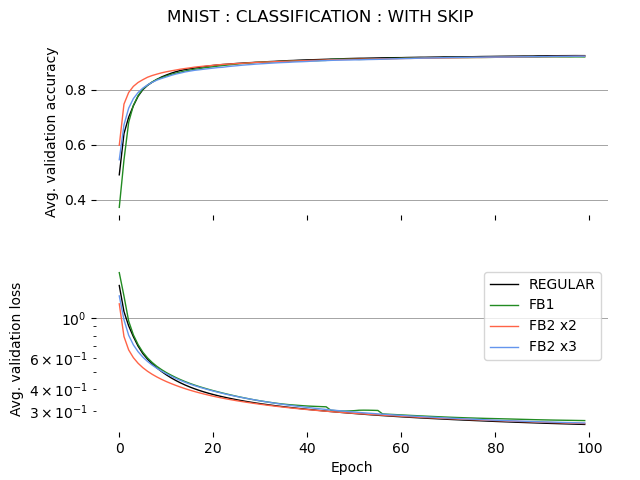 MNIST : CLASSIFICATION : WITH SKIP
Avg. validation accuracy
0.8
0.6
0.4
Avg. validation loss
10⁰
6 × 10⁻¹
4 × 10⁻¹
3 × 10⁻¹
REGULAR
FB1
FB2 x2
FB2 x3
0 20 40 60 80 100
Epoch